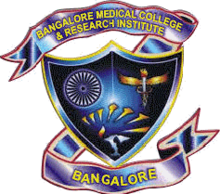 BANGALORE MEDICAL COLLEGE
& RESEARCH INSTITUTE
BANGALORE